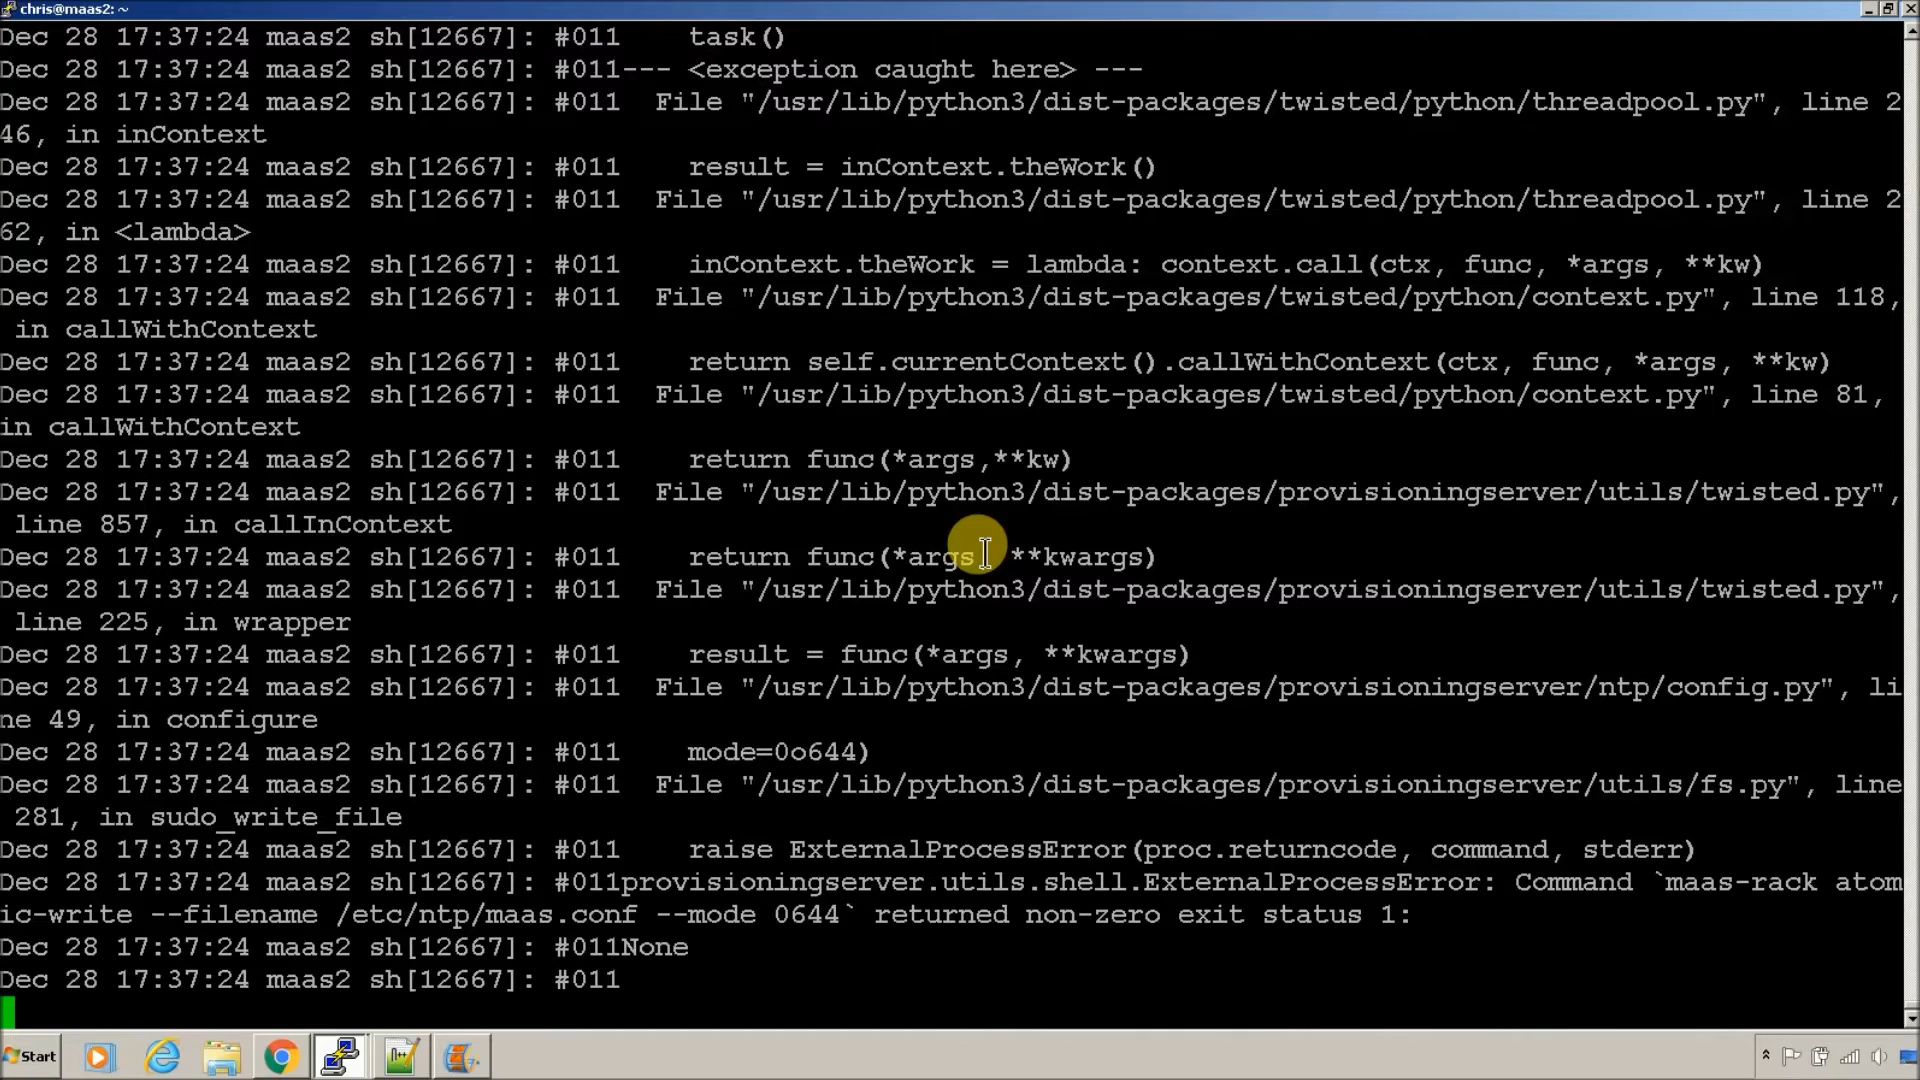 chris@maas2: ~
Dec 28 17:37:24 maas2 sh[12667]: #011    task()
Dec 28 17:37:24 maas2 sh[12667]: #011--- <exception caught here> ---
Dec 28 17:37:24 maas2 sh[12667]: #011  File "/usr/lib/python3/dist-packages/twisted/python/threadpool.py", line 2
46, in inContext
Dec 28 17:37:24 maas2 sh[12667]: #011    result = inContext.theWork()
Dec 28 17:37:24 maas2 sh[12667]: #011  File "/usr/lib/python3/dist-packages/twisted/python/threadpool.py", line 2
62, in <lambda>
Dec 28 17:37:24 maas2 sh[12667]: #011    inContext.theWork = lambda: context.call(ctx, func, *args, **kw)
Dec 28 17:37:24 maas2 sh[12667]: #011  File "/usr/lib/python3/dist-packages/twisted/python/context.py", line 118,
 in callWithContext
Dec 28 17:37:24 maas2 sh[12667]: #011    return self.currentContext().callWithContext(ctx, func, *args, **kw)
Dec 28 17:37:24 maas2 sh[12667]: #011  File "/usr/lib/python3/dist-packages/twisted/python/context.py", line 81,
in callWithContext
Dec 28 17:37:24 maas2 sh[12667]: #011    return func(*args,**kw)
Dec 28 17:37:24 maas2 sh[12667]: #011  File "/usr/lib/python3/dist-packages/provisioningserver/utils/twisted.py",
 line 857, in callInContext
Dec 28 17:37:24 maas2 sh[12667]: #011    return func(*args, **kwargs)
Dec 28 17:37:24 maas2 sh[12667]: #011  File "/usr/lib/python3/dist-packages/provisioningserver/utils/twisted.py",
 line 225, in wrapper
Dec 28 17:37:24 maas2 sh[12667]: #011    result = func(*args, **kwargs)
Dec 28 17:37:24 maas2 sh[12667]: #011  File "/usr/lib/python3/dist-packages/provisioningserver/ntp/config.py", li
ne 49, in configure
Dec 28 17:37:24 maas2 sh[12667]: #011    mode=0o644)
Dec 28 17:37:24 maas2 sh[12667]: #011  File "/usr/lib/python3/dist-packages/provisioningserver/utils/fs.py", line
 281, in sudo_write_file
Dec 28 17:37:24 maas2 sh[12667]: #011    raise ExternalProcessError(proc.returncode, command, stderr)
Dec 28 17:37:24 maas2 sh[12667]: #011provisioningserver.utils.shell.ExternalProcessError: Command `maas-rack atom
ic-write --filename /etc/ntp/maas.conf --mode 0644` returned non-zero exit status 1:
Dec 28 17:37:24 maas2 sh[12667]: #011None
Dec 28 17:37:24 maas2 sh[12667]: #011
Start